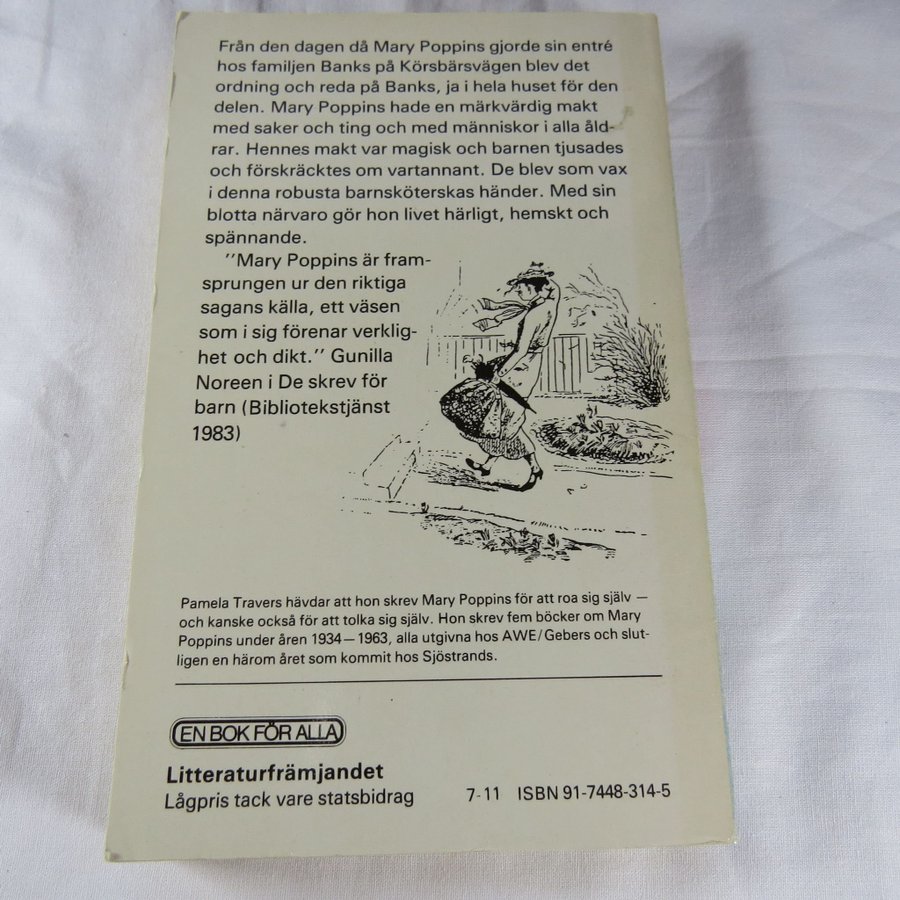 Från den dagen då Mary Poppins gjorde sin entré
hos familjen Banks på Körsbärsvägen blev det
ordning och reda på Banks, ja i hela huset för den
delen. Mary Poppins hade en märkvärdig makt
med saker och ting och med människor i alla åld-
rar. Hennes makt var magisk och barnen tjusades
och förskräcktes om vartannant. De blev som vax
i denna robusta barnsköterskas händer. Med sin
blotta närvaro gör hon livet härligt, hemskt och
spännande.
"Mary Poppins är fram-
sprungen ur den riktiga
sagans källa, ett väsen
som i sig förenar verklig-
het och dikt." Gunilla
Noreen i De skrev för
barn (Bibliotekstjänst
1983)
Pamela Travers hävdar att hon skrev Mary Poppins för att roa sig själv —
och kanske också för att tolka sig själv. Hon skrev fem böcker om Mary
Poppins under åren 1934—1963, alla utgivna hos AWE/Gebers och slut-
ligen en härom året som kommit hos Sjöstrands.
EN BOK FÖR ALLA
Litteraturfrämjandet
Lågpris tack vare statsbidrag
7-11 ISBN 91-7448-314-5